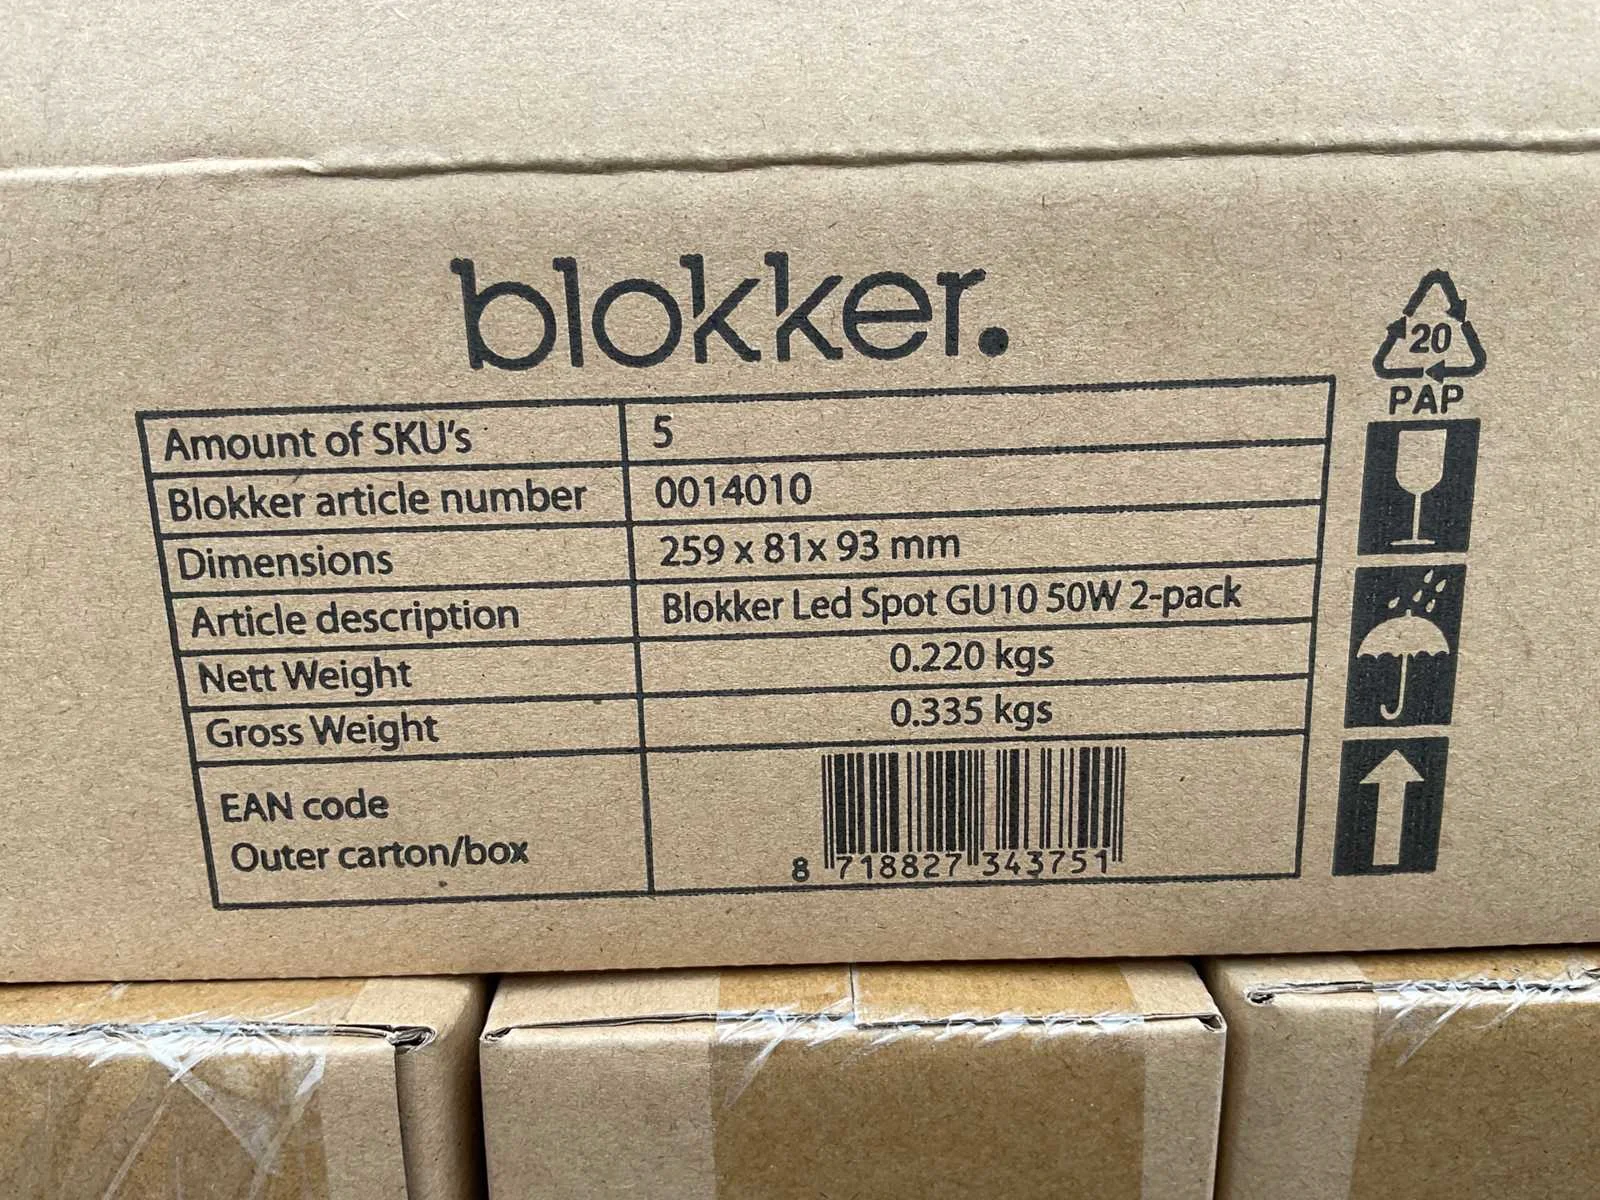 blokker.
20
PAP
Amount of SKU's 5
Blokker article number 0014010
Dimensions 259 x 81x 93 mm
Article description Blokker Led Spot GU10 50W 2-pack
Nett Weight 0.220 kgs
Gross Weight 0.335 kgs
EAN code
Outer carton/box
8 718827 343751